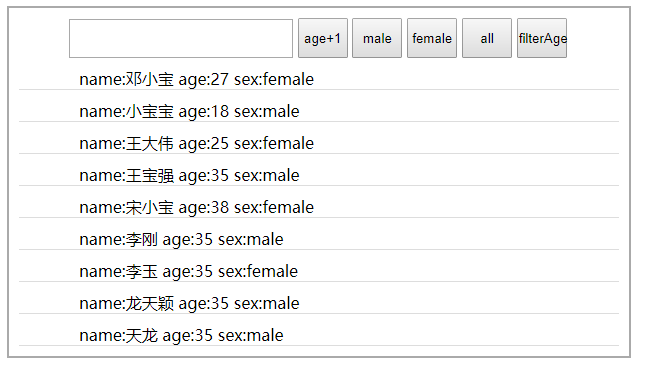 age+1 male female all filterAge
name:邓小宝 age:27 sex:female
name:小宝宝 age:18 sex:male
name:王大伟 age:25 sex:female
name:王宝强 age:35 sex:male
name:宋小宝 age:38 sex:female
name:李刚 age:35 sex:male
name:李玉 age:35 sex:female
name:龙天颖 age:35 sex:male
name:天龙 age:35 sex:male